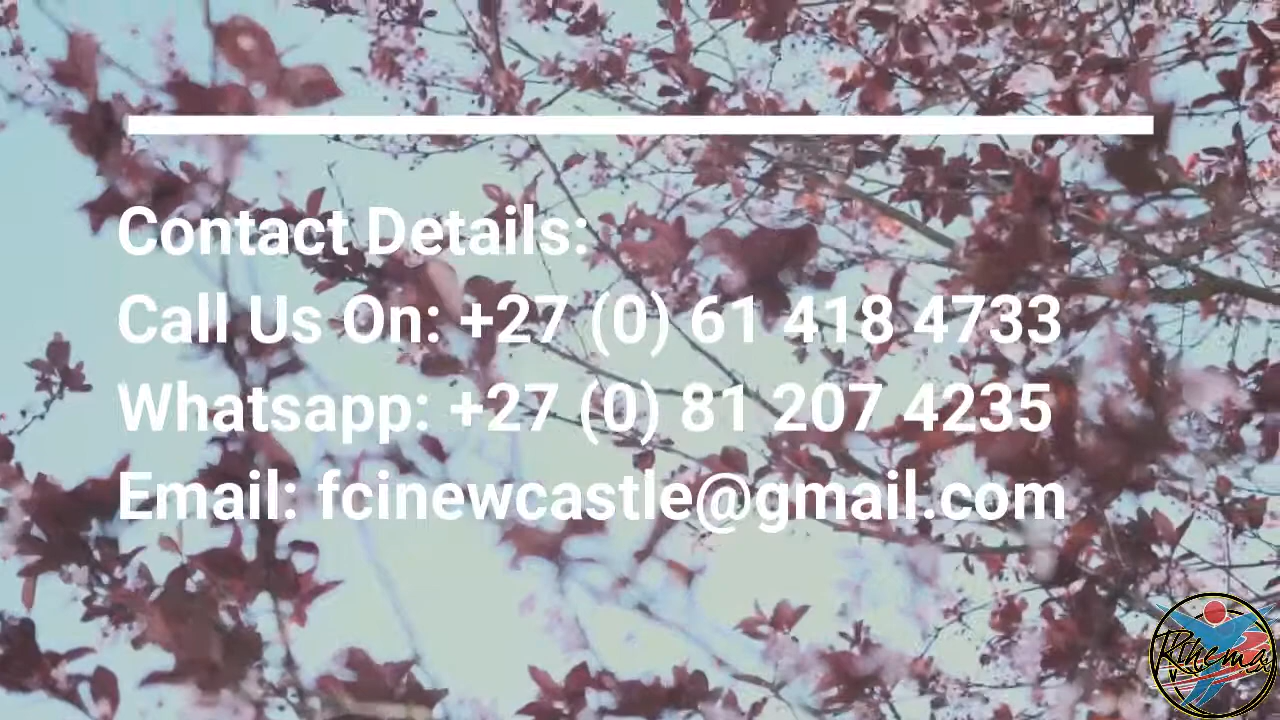 Contact Details:
Call Us On: +27 (0) 61 418 4733
Whatsapp: +27 (0) 81 207 4235
Email: fcinewcastle@gmail.com
Rhema